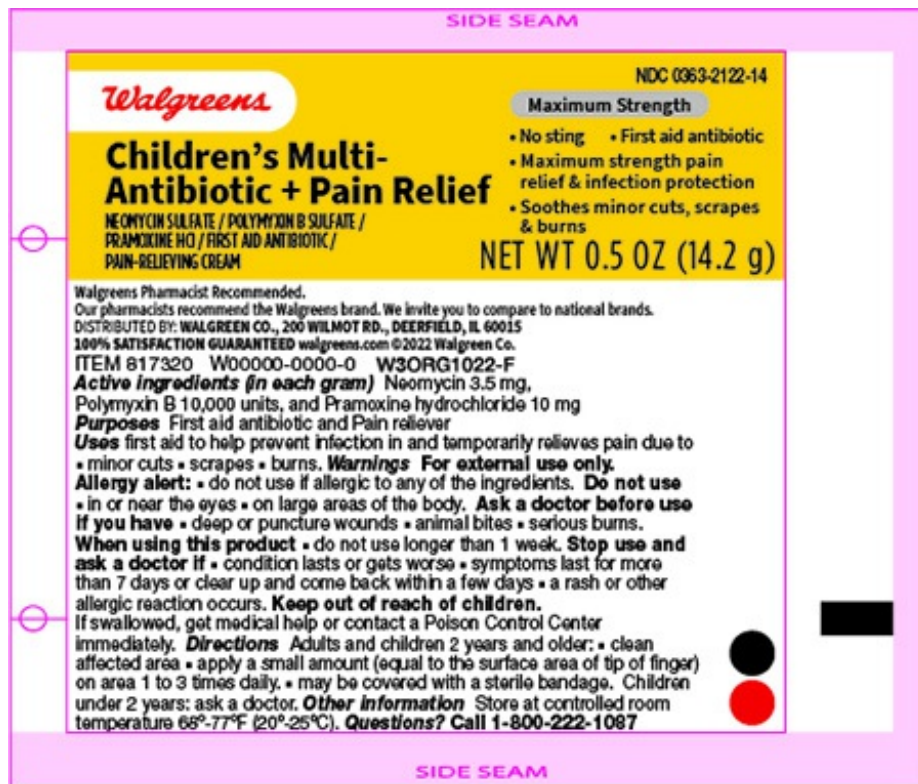 SIDE SEAM
Walgreens
NDC 0363-2122-14
Maximum Strength
Children's Multi-
Antibiotic + Pain Relief
NEOMYCIN SULFATE / POLYMYXIN B SULFATE /
PRAMOXINE HCl / FIRST AID ANTIBIOTIC /
PAIN-RELIEVING CREAM
• No sting • First aid antibiotic
• Maximum strength pain
relief & infection protection
• Soothes minor cuts, scrapes
& burns
NET WT 0.5 OZ (14.2 g)
Walgreens Pharmacist Recommended.
Our pharmacists recommend the Walgreens brand. We invite you to compare to national brands.
DISTRIBUTED BY: WALGREEN CO., 200 WILMOT RD., DEERFIELD, IL 60015
100% SATISFACTION GUARANTEED walgreens.com ©2022 Walgreen Co.
ITEM 817320 W00000-0000-0 W3ORG1022-F
Active ingredients (in each gram) Neomycin 3.5 mg,
Polymyxin B 10,000 units, and Pramoxine hydrochloride 10 mg
Purposes First aid antibiotic and Pain reliever
Uses first aid to help prevent infection in and temporarily relieves pain due to
▪ minor cuts ▪ scrapes ▪ burns. Warnings For external use only.
Allergy alert: ▪ do not use if allergic to any of the ingredients. Do not use
▪ in or near the eyes ▪ on large areas of the body. Ask a doctor before use
if you have ▪ deep or puncture wounds ▪ animal bites ▪ serious burns.
When using this product ▪ do not use longer than 1 week. Stop use and
ask a doctor if ▪ condition lasts or gets worse ▪ symptoms last for more
than 7 days or clear up and come back within a few days ▪ a rash or other
allergic reaction occurs. Keep out of reach of children.
If swallowed, get medical help or contact a Poison Control Center
immediately. Directions Adults and children 2 years and older: ▪ clean
affected area ▪ apply a small amount (equal to the surface area of tip of finger)
on area 1 to 3 times daily. ▪ may be covered with a sterile bandage. Children
under 2 years: ask a doctor. Other information Store at controlled room
temperature 68º-77ºF (20º-25ºC). Questions? Call 1-800-222-1087
SIDE SEAM